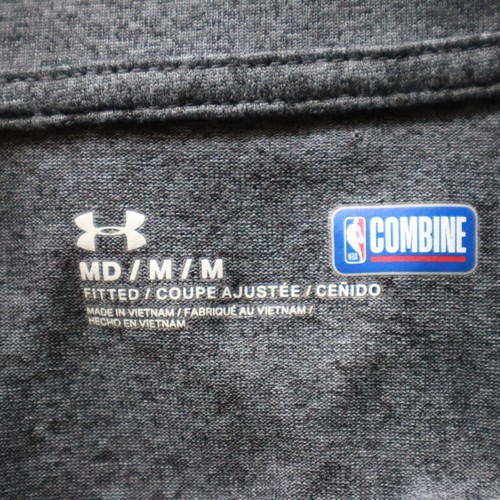 MD / M / M
FITTED / COUPE AJUSTÉE / CEÑIDO
MADE IN VIETNAM / FABRIQUÉ AU VIETNAM /
HECHO EN VIETNAM
NBA COMBINE